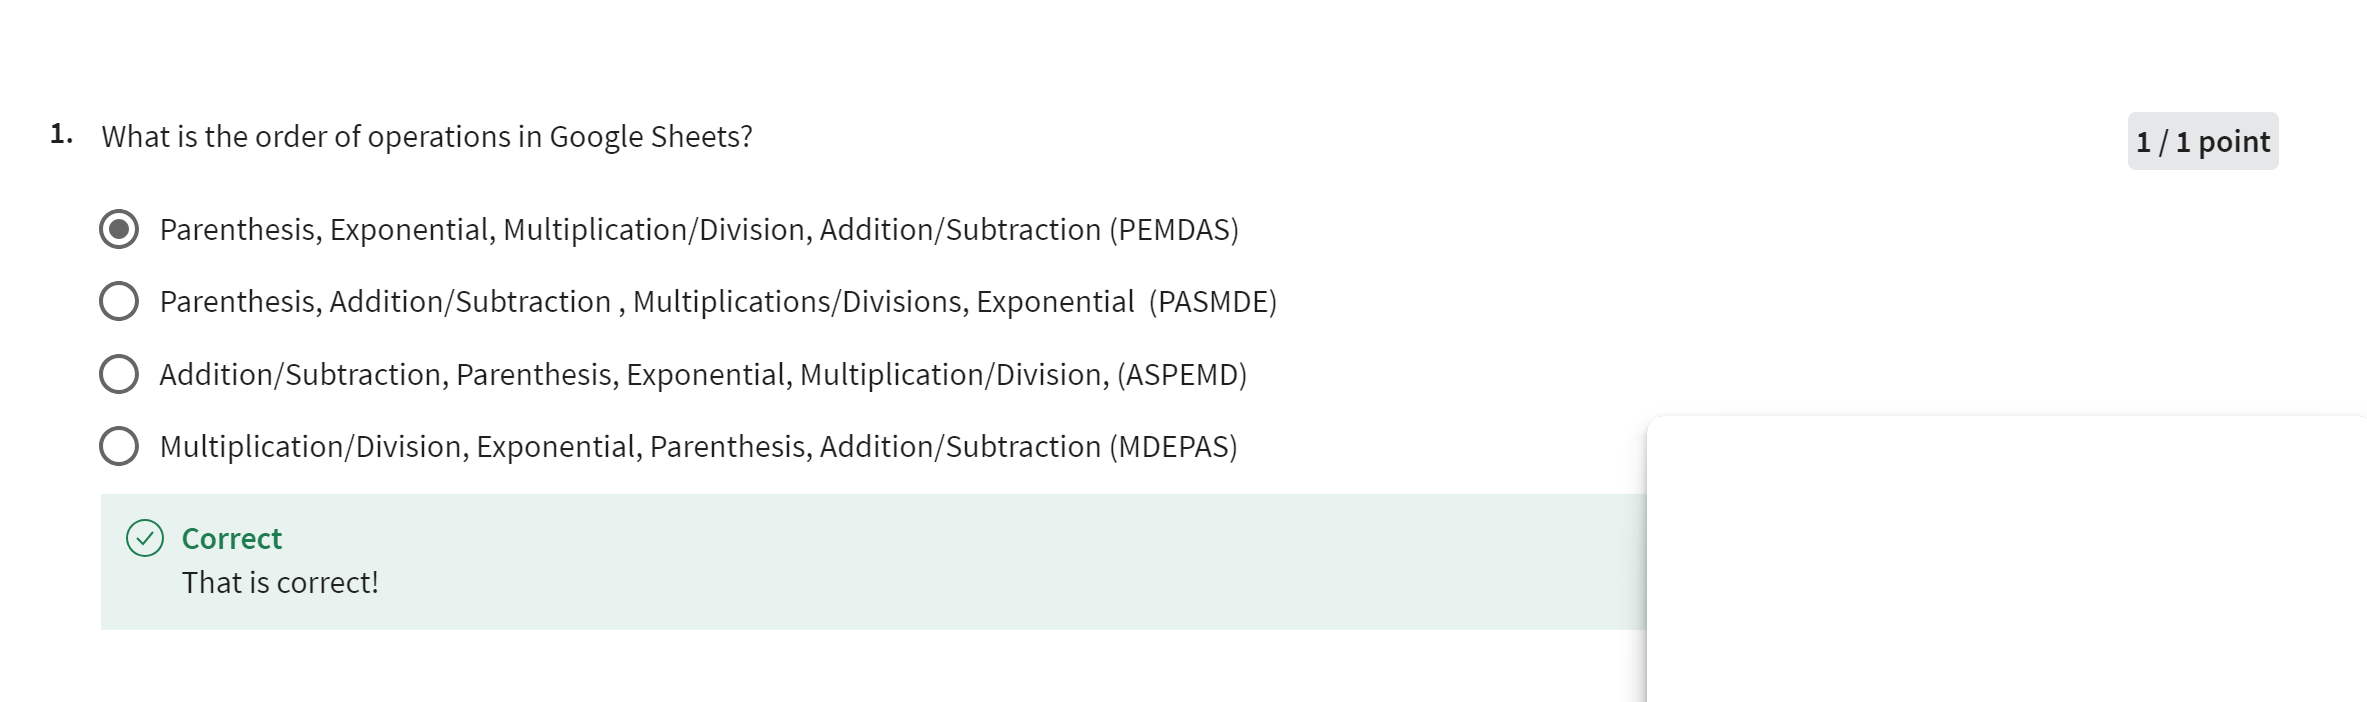 1. What is the order of operations in Google Sheets?
1 / 1 point
Parenthesis, Exponential, Multiplication/Division, Addition/Subtraction (PEMDAS)
Parenthesis, Addition/Subtraction , Multiplications/Divisions, Exponential  (PASMDE)
Addition/Subtraction, Parenthesis, Exponential, Multiplication/Division, (ASPEMD)
Multiplication/Division, Exponential, Parenthesis, Addition/Subtraction (MDEPAS)
Correct
That is correct!